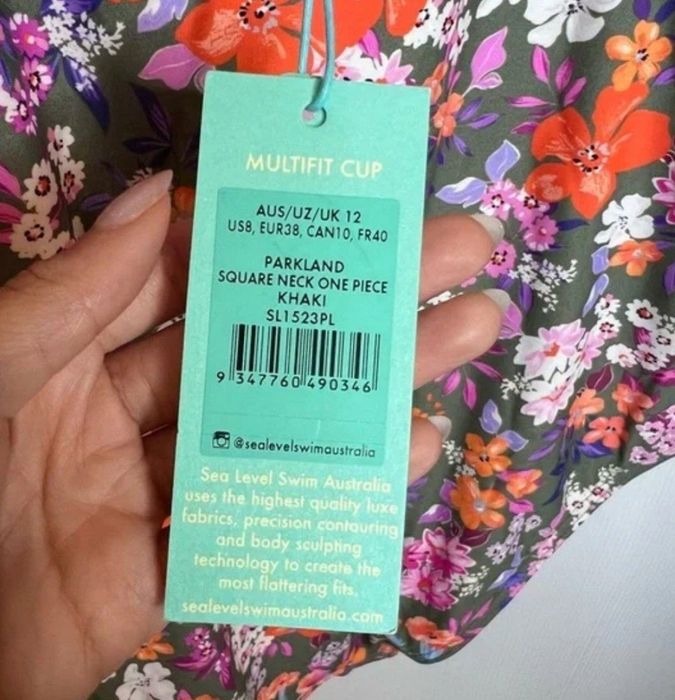 MULTIFIT CUP
AUS/UZ/UK 12
US8, EUR38, CAN10, FR40
PARKLAND
SQUARE NECK ONE PIECE
KHAKI
SL1523PL
9 347760 490346
@sealevelswimaustralia
Sea Level Swim Australia
uses the highest quality luxe
fabrics, precision contouring
and body sculpting
technology to create the
most flattering fits.
sealevelswimaustralia.com